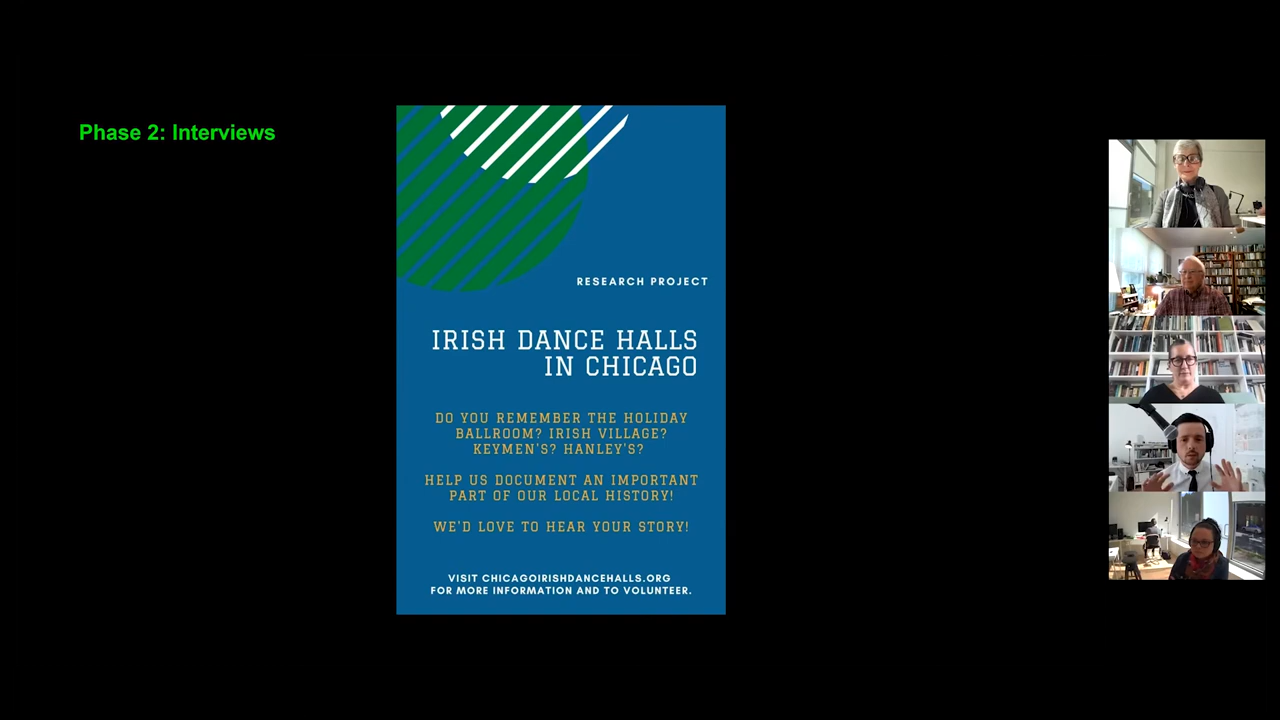 Phase 2: Interviews
RESEARCH PROJECT
IRISH DANCE HALLS
IN CHICAGO
DO YOU REMEMBER THE HOLIDAY
BALLROOM? IRISH VILLAGE?
KEYMEN'S? HANLEY'S?
HELP US DOCUMENT AN IMPORTANT
PART OF OUR LOCAL HISTORY!
WE'D LOVE TO HEAR YOUR STORY!
VISIT CHICAGOIRISHDANCEHALLS.ORG
FOR MORE INFORMATION AND TO VOLUNTEER.